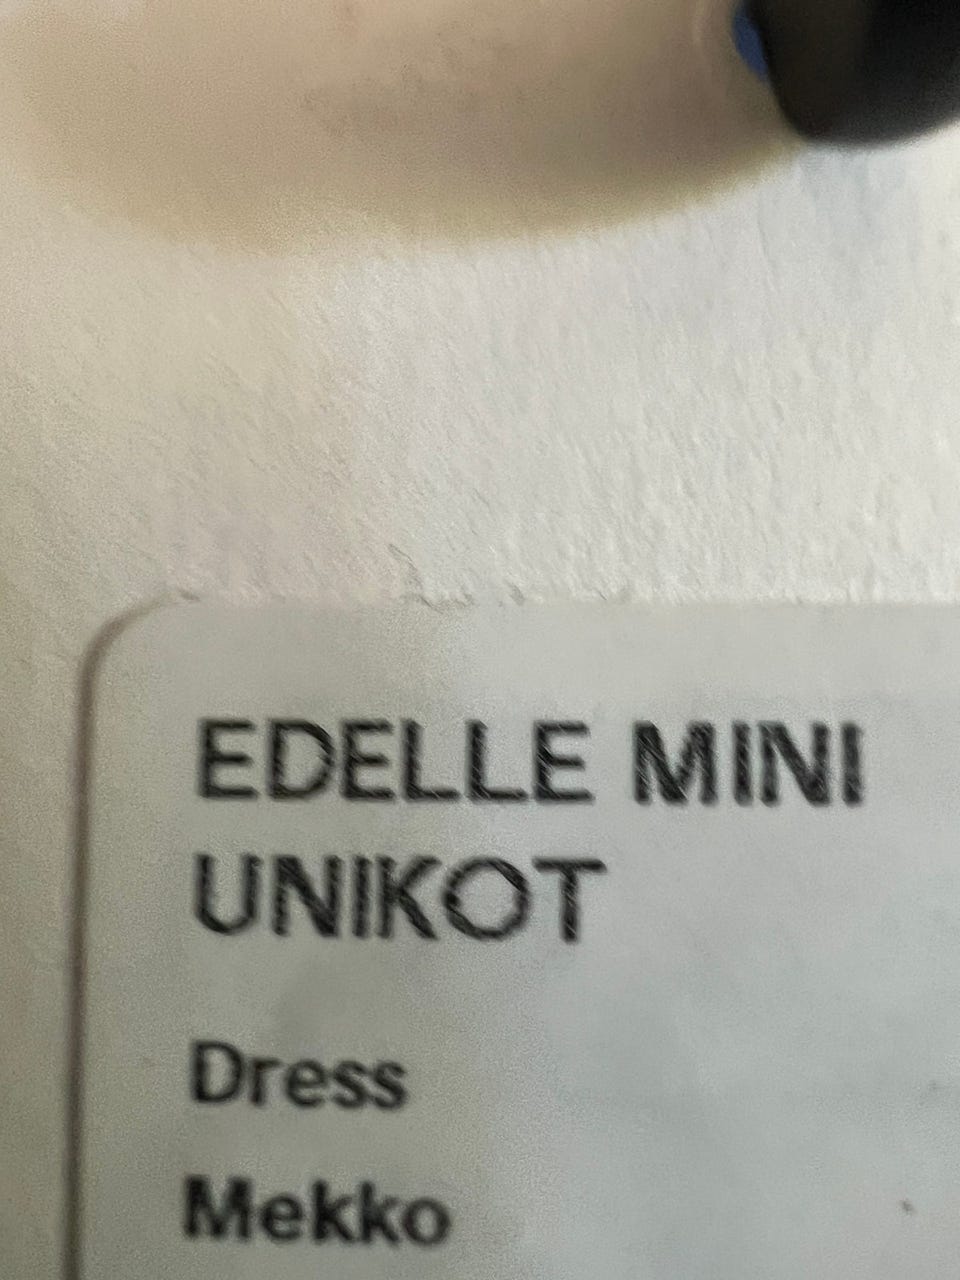 EDELLE MINI
UNIKOT
Dress
Mekko